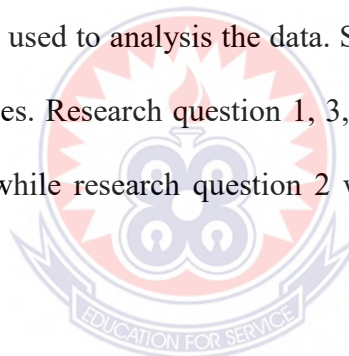 used to analysis the data. S
es. Research question 1, 3,
while research question 2 v
EDUCATION FOR SERVICE